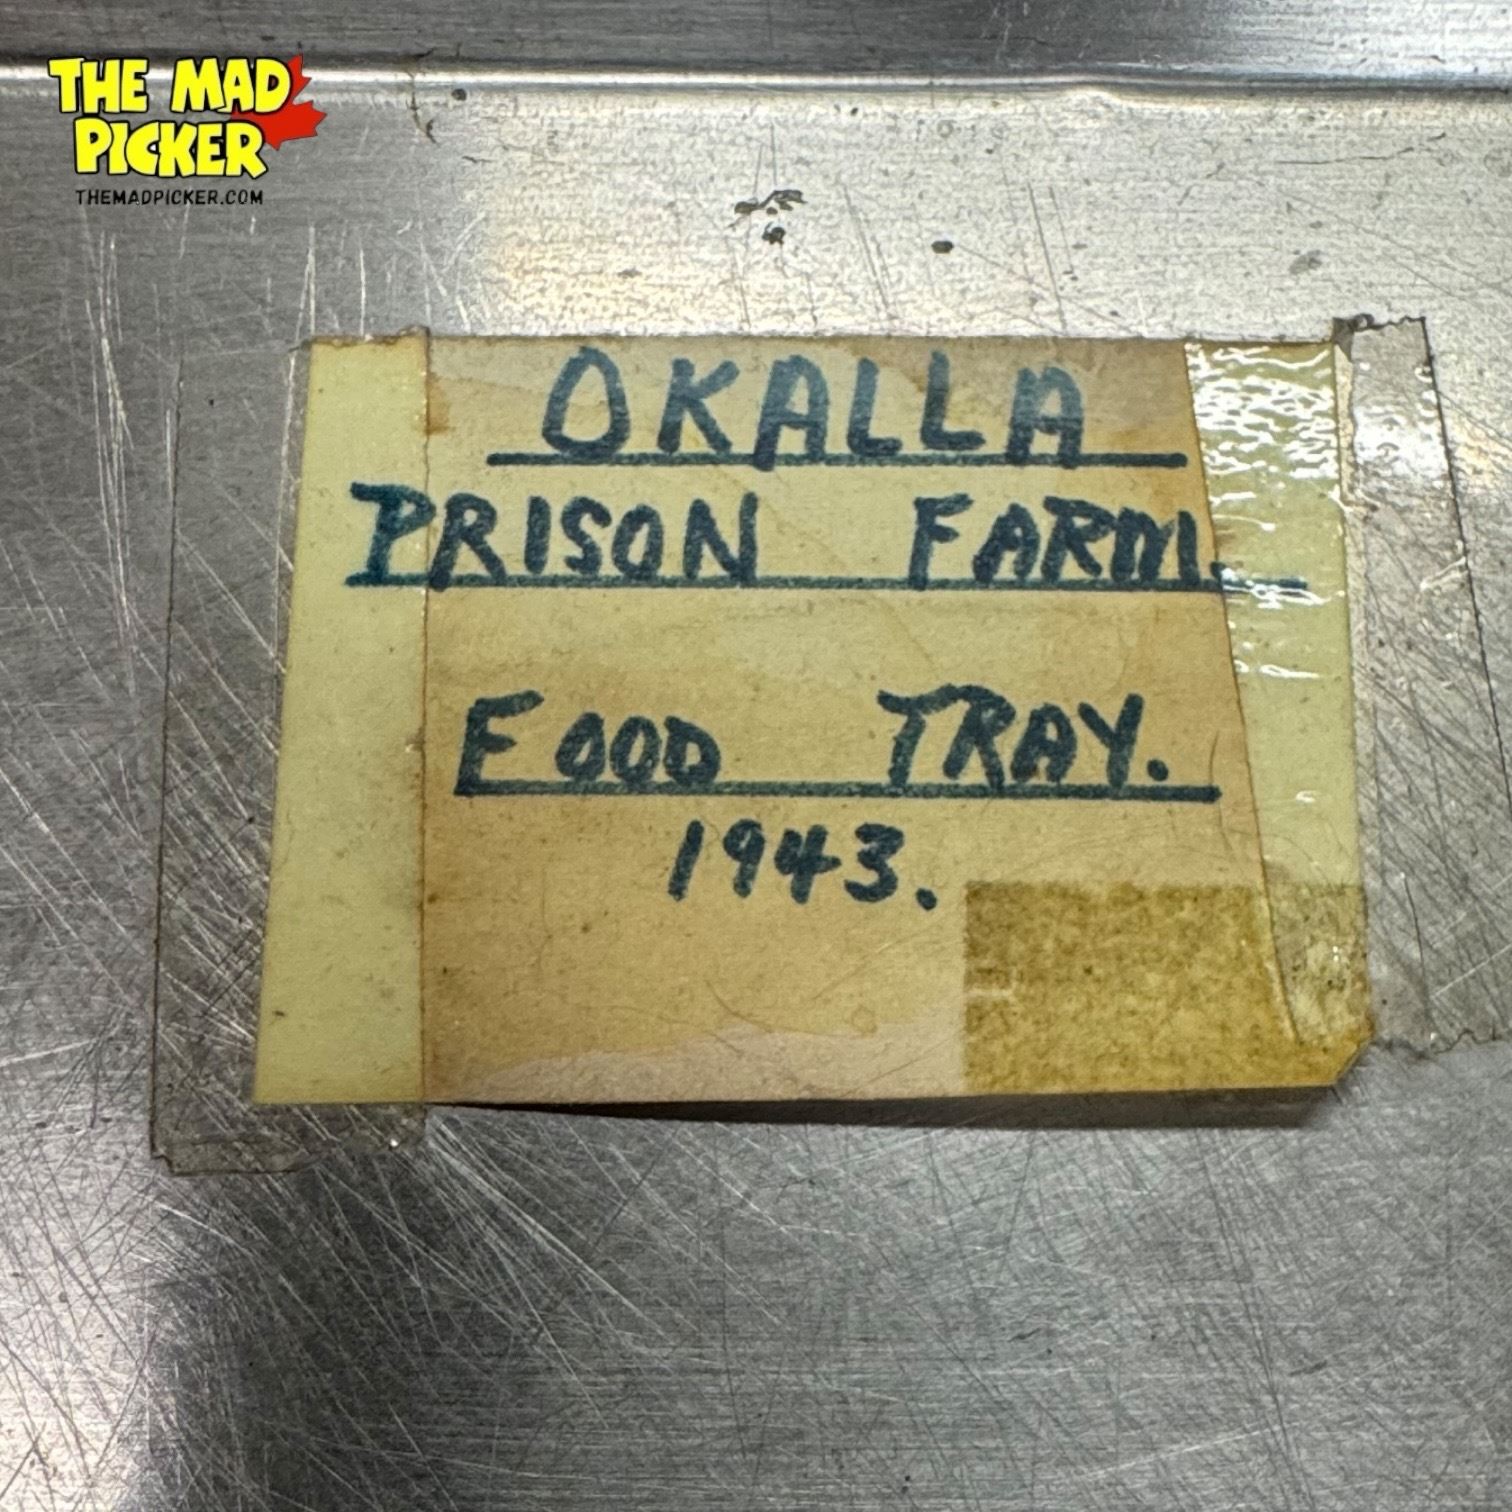 THE MAD
PICKER
THEMADPICKER.COM
OKALLA
PRISON FARM.
FOOD TRAY.
1943.